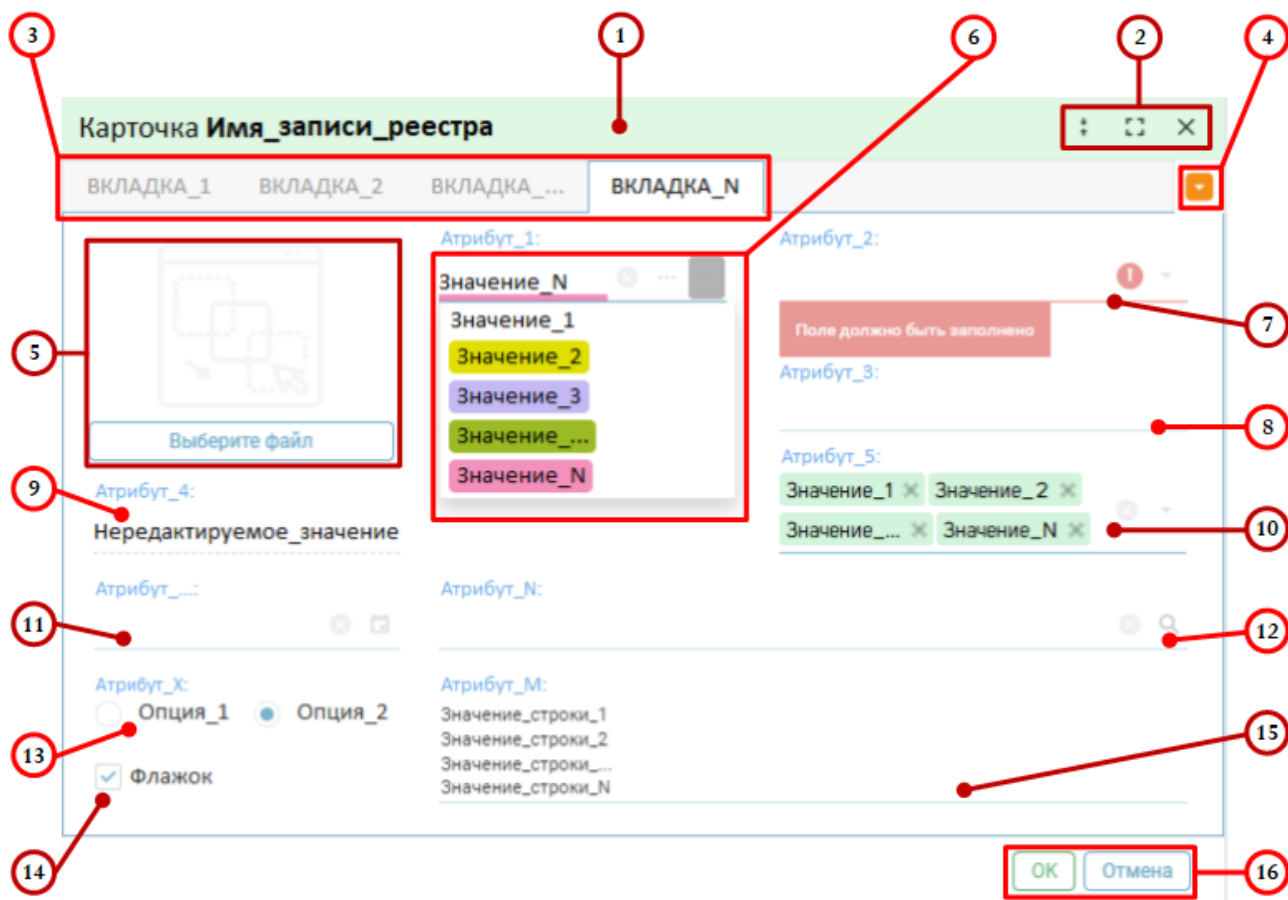 3 1 6 2 4
Карточка Имя_записи_реестра
ВКЛАДКА_1 ВКЛАДКА_2 ВКЛАДКА_... ВКЛАДКА_N
Атрибут_1: Атрибут_2:
Значение_N
Значение_1
Поле должно быть заполнено
7
5
Значение_2
Атрибут_3:
Значение_3
8
Выберите файл
Значение_...
Атрибут_5:
Значение_N
Значение_1 Значение_2
9
Атрибут_4:
Нередактируемое_значение
Значение_... Значение_N
10
Атрибут_...: Атрибут_N:
11
12
Атрибут_X: Атрибут_M:
Опция_1 Опция_2
Значение_строки_1
Значение_строки_2
15
13
Значение_строки_...
Флажок
Значение_строки_N
14
ОК Отмена
16